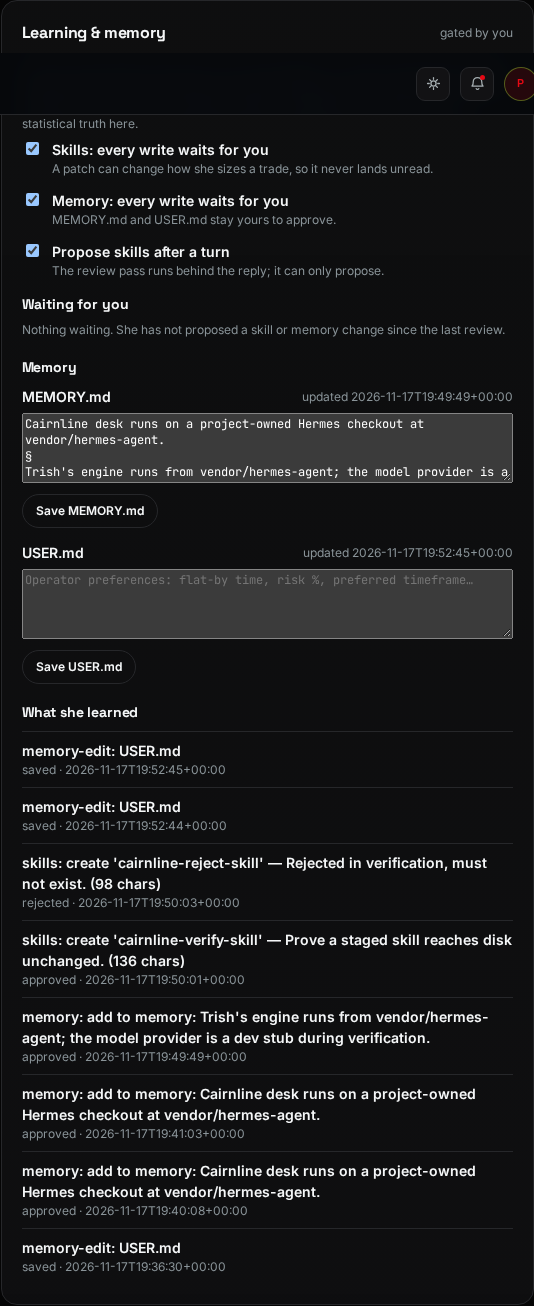 Learning & memory
gated by you
P
statistical truth here.
Skills: every write waits for you
A patch can change how she sizes a trade, so it never lands unread.
Memory: every write waits for you
MEMORY.md and USER.md stay yours to approve.
Propose skills after a turn
The review pass runs behind the reply; it can only propose.
Waiting for you
Nothing waiting. She has not proposed a skill or memory change since the last review.
Memory
MEMORY.md
updated 2026-11-17T19:49:49+00:00
Cairnline desk runs on a project-owned Hermes checkout at
vendor/hermes-agent.
§
Trish's engine runs from vendor/hermes-agent; the model provider is a
Save MEMORY.md
USER.md
updated 2026-11-17T19:52:45+00:00
Operator preferences: flat-by time, risk %, preferred timeframe…
Save USER.md
What she learned
memory-edit: USER.md
saved · 2026-11-17T19:52:45+00:00
memory-edit: USER.md
saved · 2026-11-17T19:52:44+00:00
skills: create 'cairnline-reject-skill' — Rejected in verification, must
not exist. (98 chars)
rejected · 2026-11-17T19:50:03+00:00
skills: create 'cairnline-verify-skill' — Prove a staged skill reaches disk
unchanged. (136 chars)
approved · 2026-11-17T19:50:01+00:00
memory: add to memory: Trish's engine runs from vendor/hermes-
agent; the model provider is a dev stub during verification.
approved · 2026-11-17T19:49:49+00:00
memory: add to memory: Cairnline desk runs on a project-owned
Hermes checkout at vendor/hermes-agent.
approved · 2026-11-17T19:41:03+00:00
memory: add to memory: Cairnline desk runs on a project-owned
Hermes checkout at vendor/hermes-agent.
approved · 2026-11-17T19:40:08+00:00
memory-edit: USER.md
saved · 2026-11-17T19:36:30+00:00